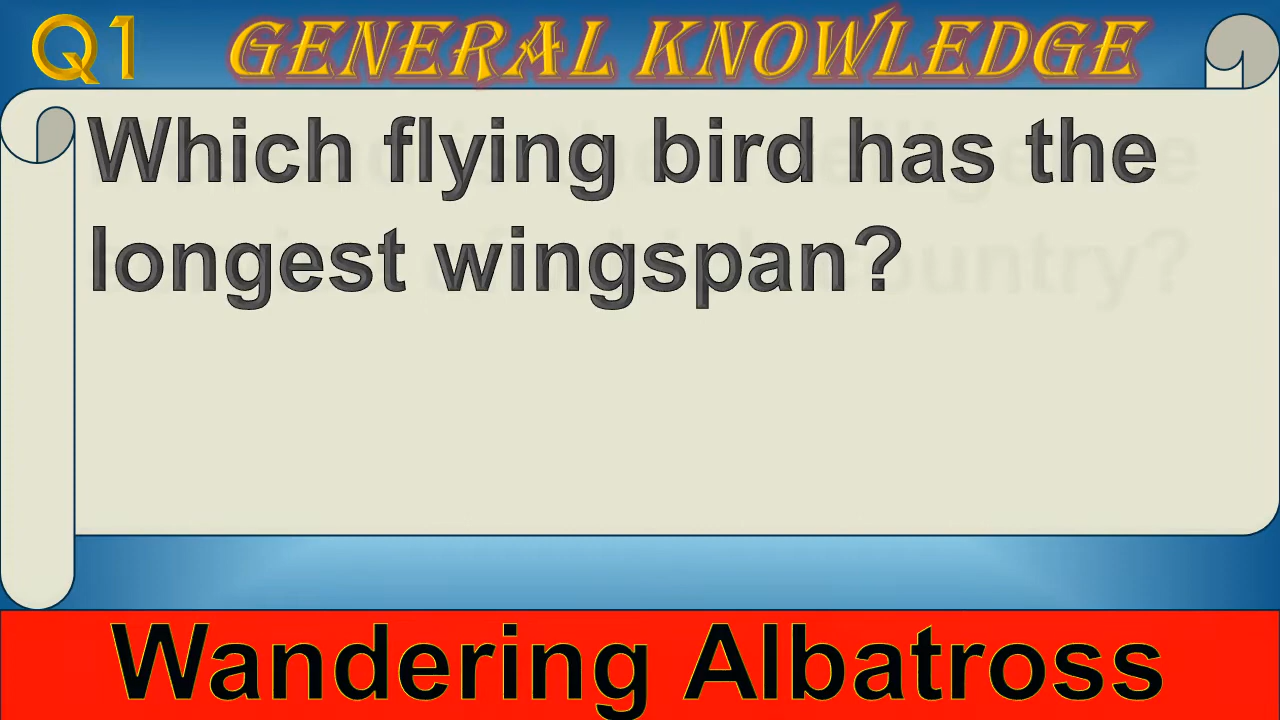 Q1 GENERAL KNOWLEDGE
Which flying bird has the
longest wingspan?
Wandering Albatross